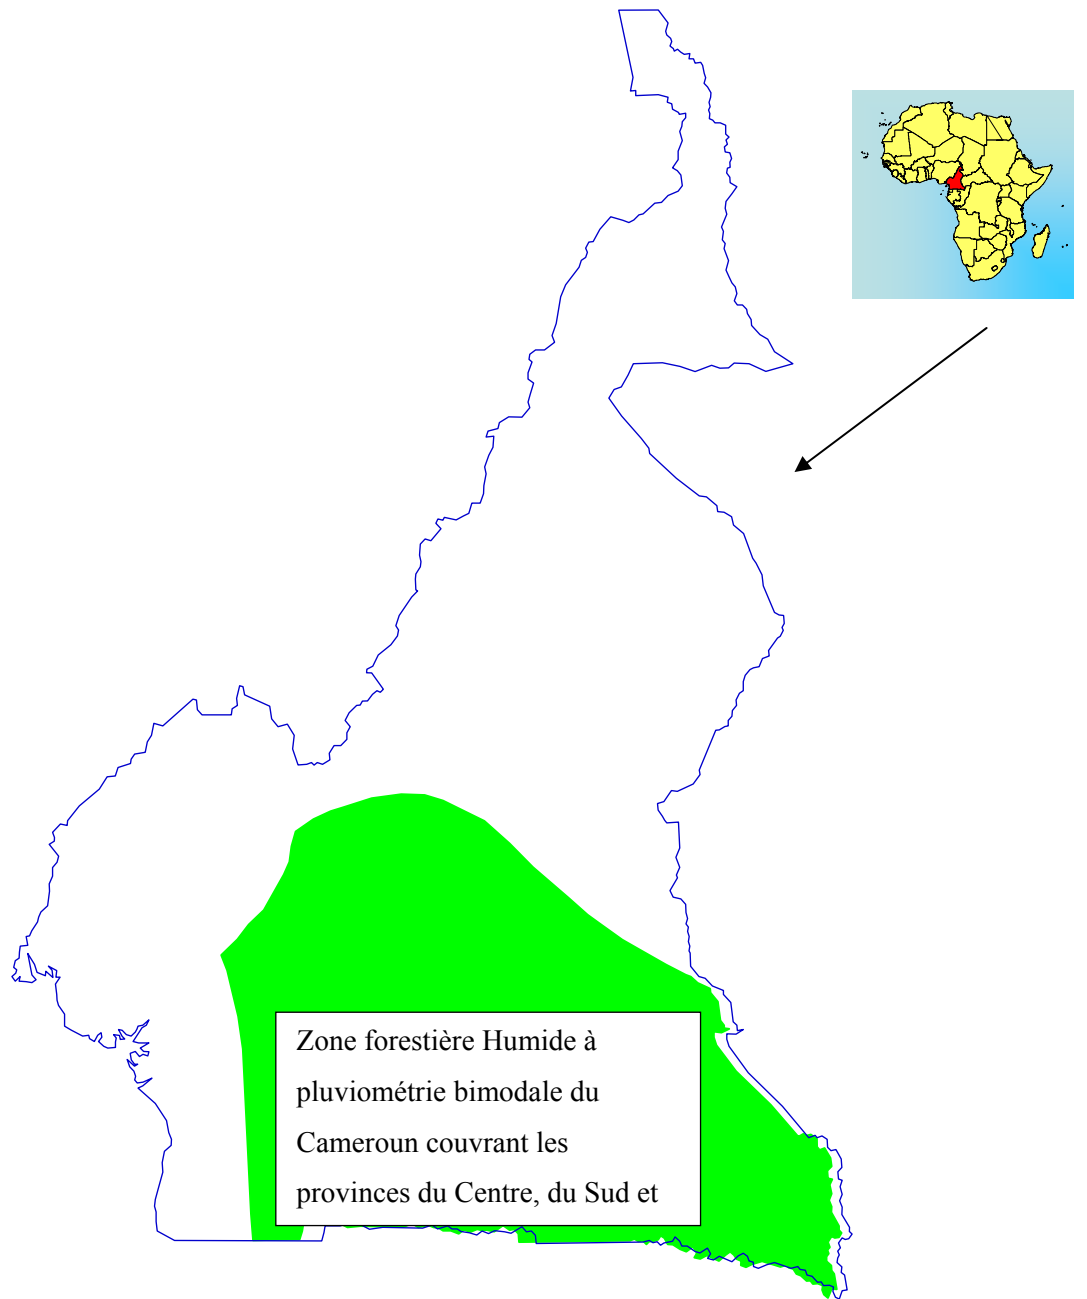 Zone forestière Humide à
pluviométrie bimodale du
Cameroun couvrant les
provinces du Centre, du Sud et